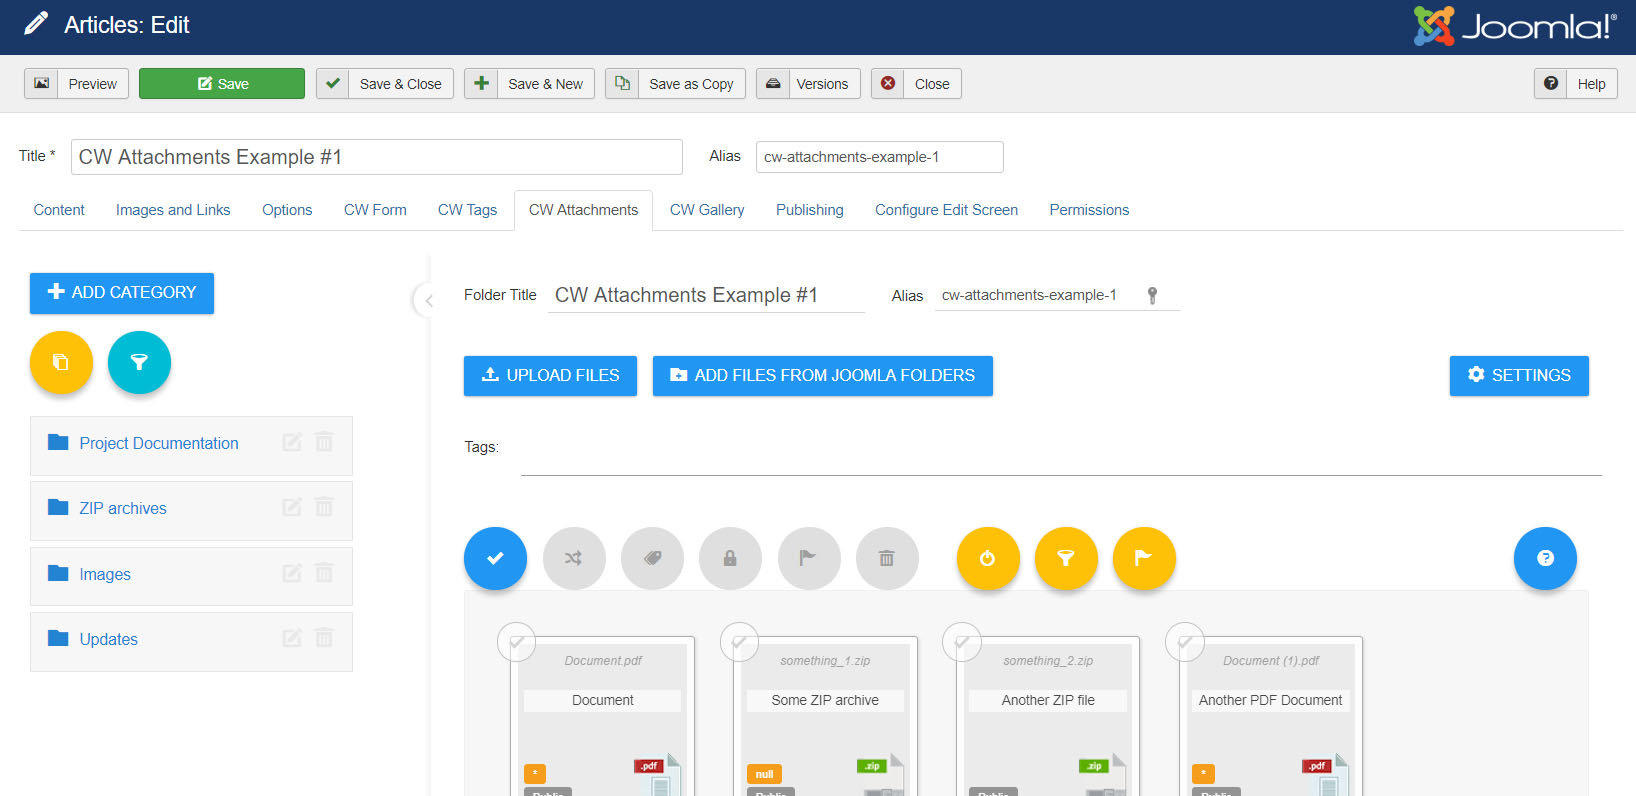 Articles: Edit
Joomla!®
Preview
Save
Save & Close
Save & New
Save as Copy
Versions
Close
Help
Title *
CW Attachments Example #1
Alias
cw-attachments-example-1
Content
Images and Links
Options
CW Form
CW Tags
CW Attachments
CW Gallery
Publishing
Configure Edit Screen
Permissions
ADD CATEGORY
Project Documentation
ZIP archives
Images
Updates
Folder Title
CW Attachments Example #1
Alias
cw-attachments-example-1
UPLOAD FILES
ADD FILES FROM JOOMLA FOLDERS
SETTINGS
Tags:
Document.pdf
Document
*
.pdf
Public
something_1.zip
Some ZIP archive
null
.zip
Public
something_2.zip
Another ZIP file
.zip
Public
Document (1).pdf
Another PDF Document
*
.pdf
Public